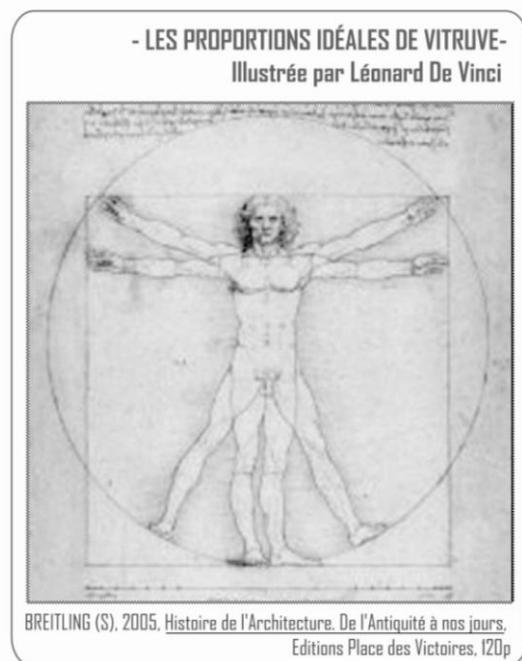 - LES PROPORTIONS IDÉALES DE VITRUVE-
Illustrée par Léonard De Vinci
BREITLING (S), 2005, Histoire de l'Architecture. De l'Antiquité à nos jours,
Editions Place des Victoires, 120p